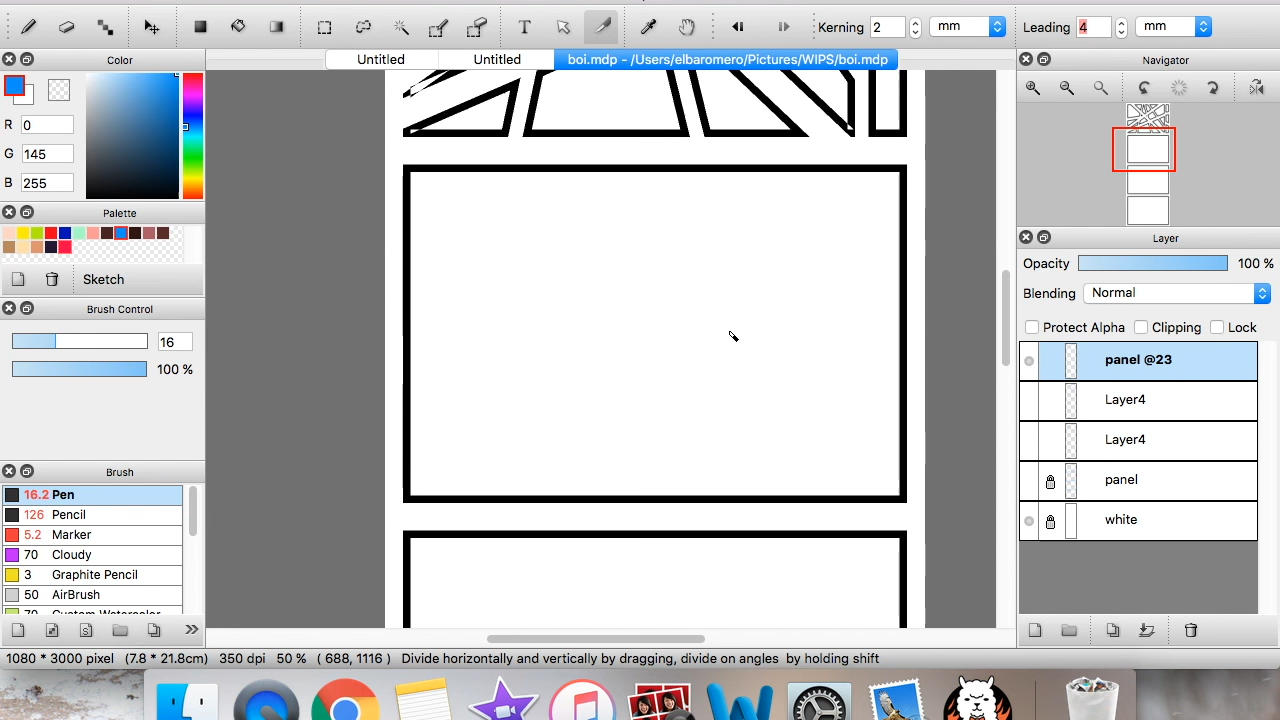 Kerning 2 mm Leading 4 mm
Untitled Untitled boi.mdp - /Users/elbaromero/Pictures/WIPS/boi.mdp
Color
R 0
G 145
B 255
Palette
Sketch
Brush Control
16
100 %
Brush
16.2 Pen
126 Pencil
5.2 Marker
70 Cloudy
3 Graphite Pencil
50 AirBrush
70 Custom Watercolor
Navigator
Layer
Opacity 100 %
Blending Normal
Protect Alpha Clipping Lock
panel @23
Layer4
Layer4
panel
white
1080 * 3000 pixel (7.8 * 21.8cm) 350 dpi 50 % ( 688, 1116 ) Divide horizontally and vertically by dragging, divide on angles by holding shift